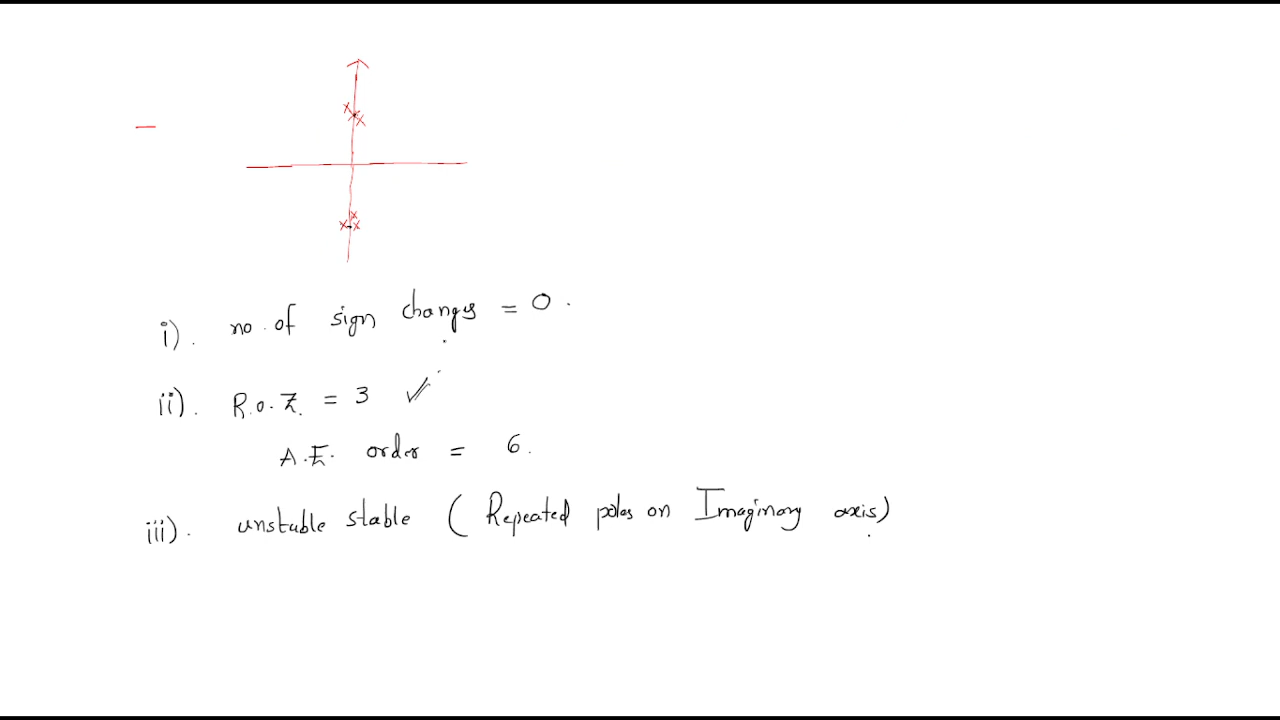 i). no. of sign changes = 0.
ii). R.O.Z. = 3 ✓
A.E. order = 6.
iii). unstable stable ( Repeated poles on Imaginary axis)